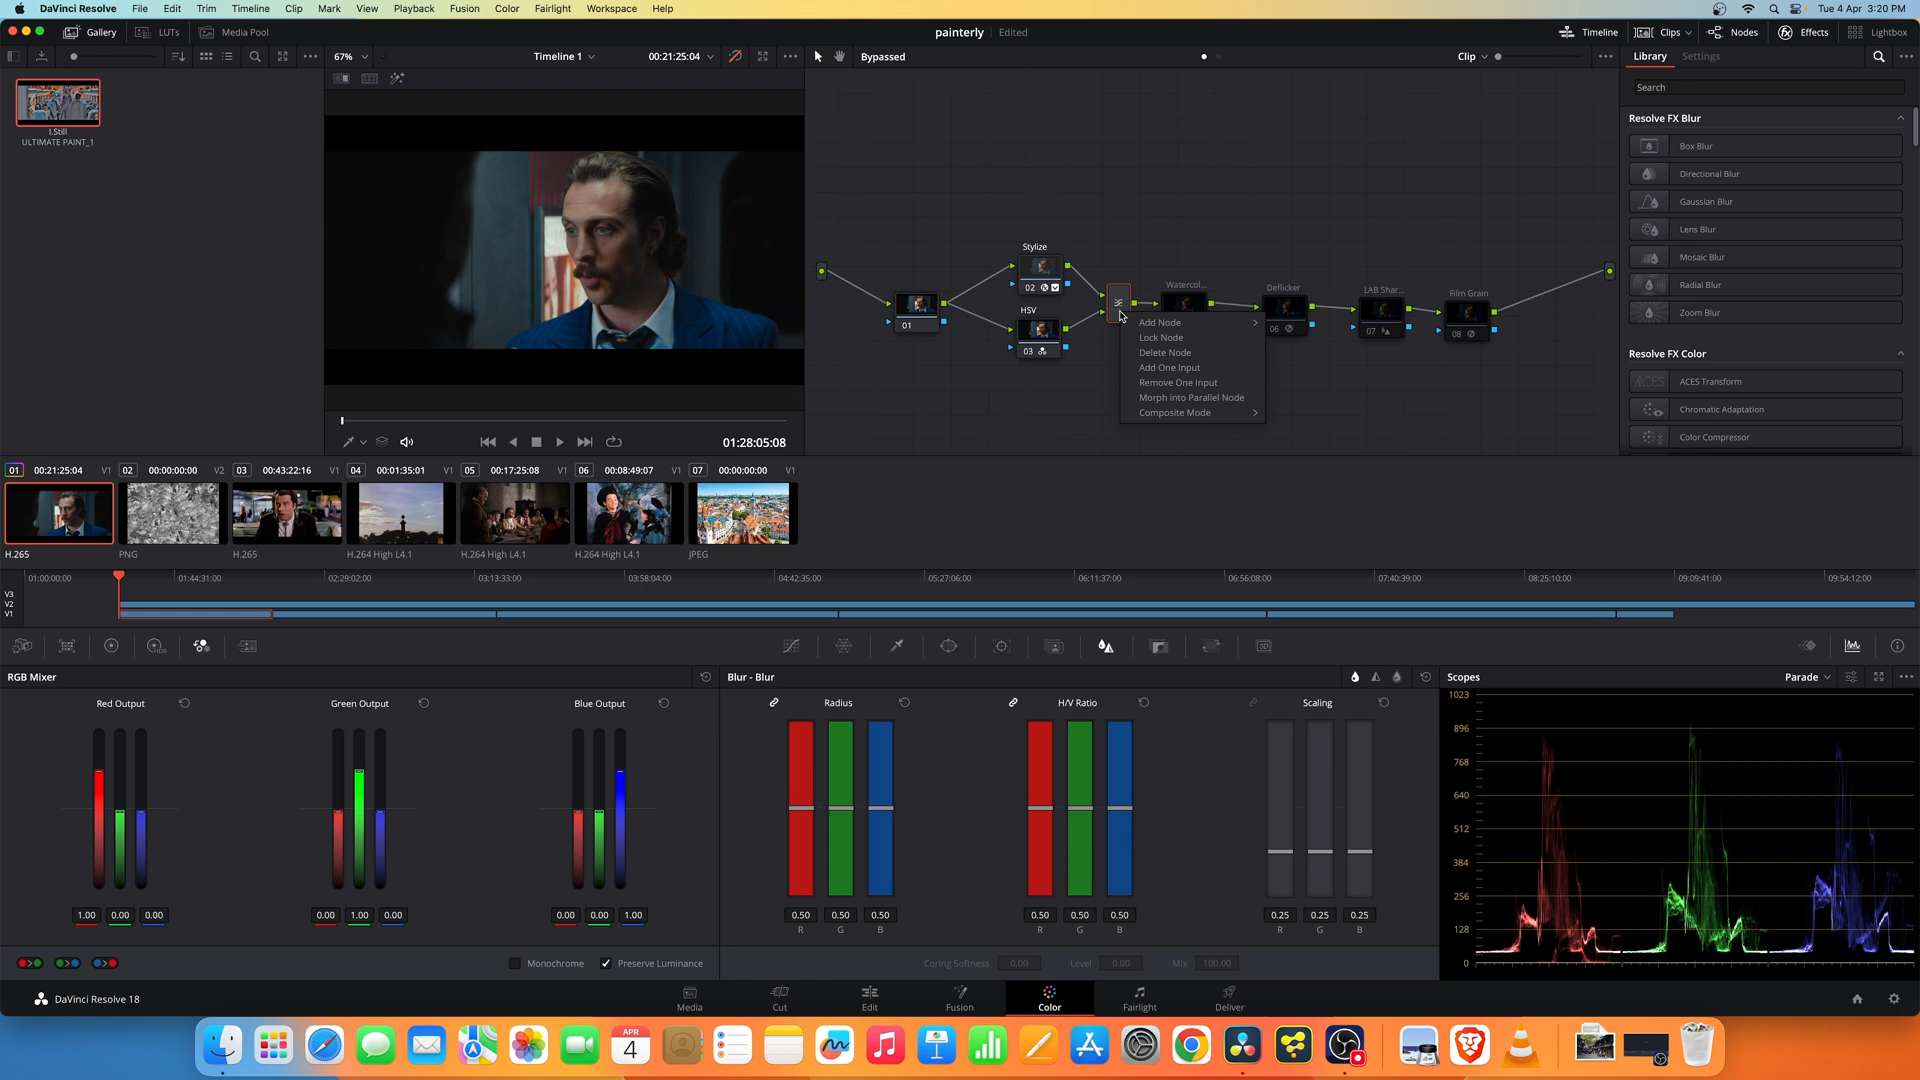 DaVinci Resolve File Edit Trim Timeline Clip Mark View Playback Fusion Color Fairlight Workspace Help
Tue 4 Apr 3:20 PM
Gallery LUTs Media Pool
painterly Edited
Timeline Clips Nodes Effects Lightbox
67% Timeline 1 00:21:25:04
Bypassed Clip
Library Settings
Search
I.Still
ULTIMATE PAINT_1
Resolve FX Blur
Box Blur
Directional Blur
Gaussian Blur
Lens Blur
Mosaic Blur
Radial Blur
Zoom Blur
Resolve FX Color
ACES Transform
Chromatic Adaptation
Color Compressor
Stylize
02
HSV
03
01
Watercol...
Deflicker
06
LAB Shar...
07
Film Grain
08
Add Node
Lock Node
Delete Node
Add One Input
Remove One Input
Morph into Parallel Node
Composite Mode
01:28:05:08
01 00:21:25:04 V1 02 00:00:00:00 V2 03 00:43:22:16 V1 04 00:01:35:01 V1 05 00:17:25:08 V1 06 00:08:49:07 V1 07 00:00:00:00 V1
H.265 PNG H.265 H.264 High L4.1 H.264 High L4.1 H.264 High L4.1 JPEG
01:00:00:00 01:44:31:00 02:29:02:00 03:13:33:00 03:58:04:00 04:42:35:00 05:27:06:00 06:11:37:00 06:56:08:00 07:40:39:00 08:25:10:00 09:09:41:00 09:54:12:00
V3
V2
V1
HDR
3D
RGB Mixer
Red Output Green Output Blue Output
1.00 0.00 0.00 0.00 1.00 0.00 0.00 0.00 1.00
Monochrome Preserve Luminance
Blur - Blur
Radius H/V Ratio Scaling
0.50 0.50 0.50 0.50 0.50 0.50 0.25 0.25 0.25
R G B R G B R G B
Coring Softness 0.00 Level 0.00 Mix 100.00
Scopes Parade
1023
896
768
640
512
384
256
128
0
DaVinci Resolve 18
Media Cut Edit Fusion Color Fairlight Deliver
APR
4